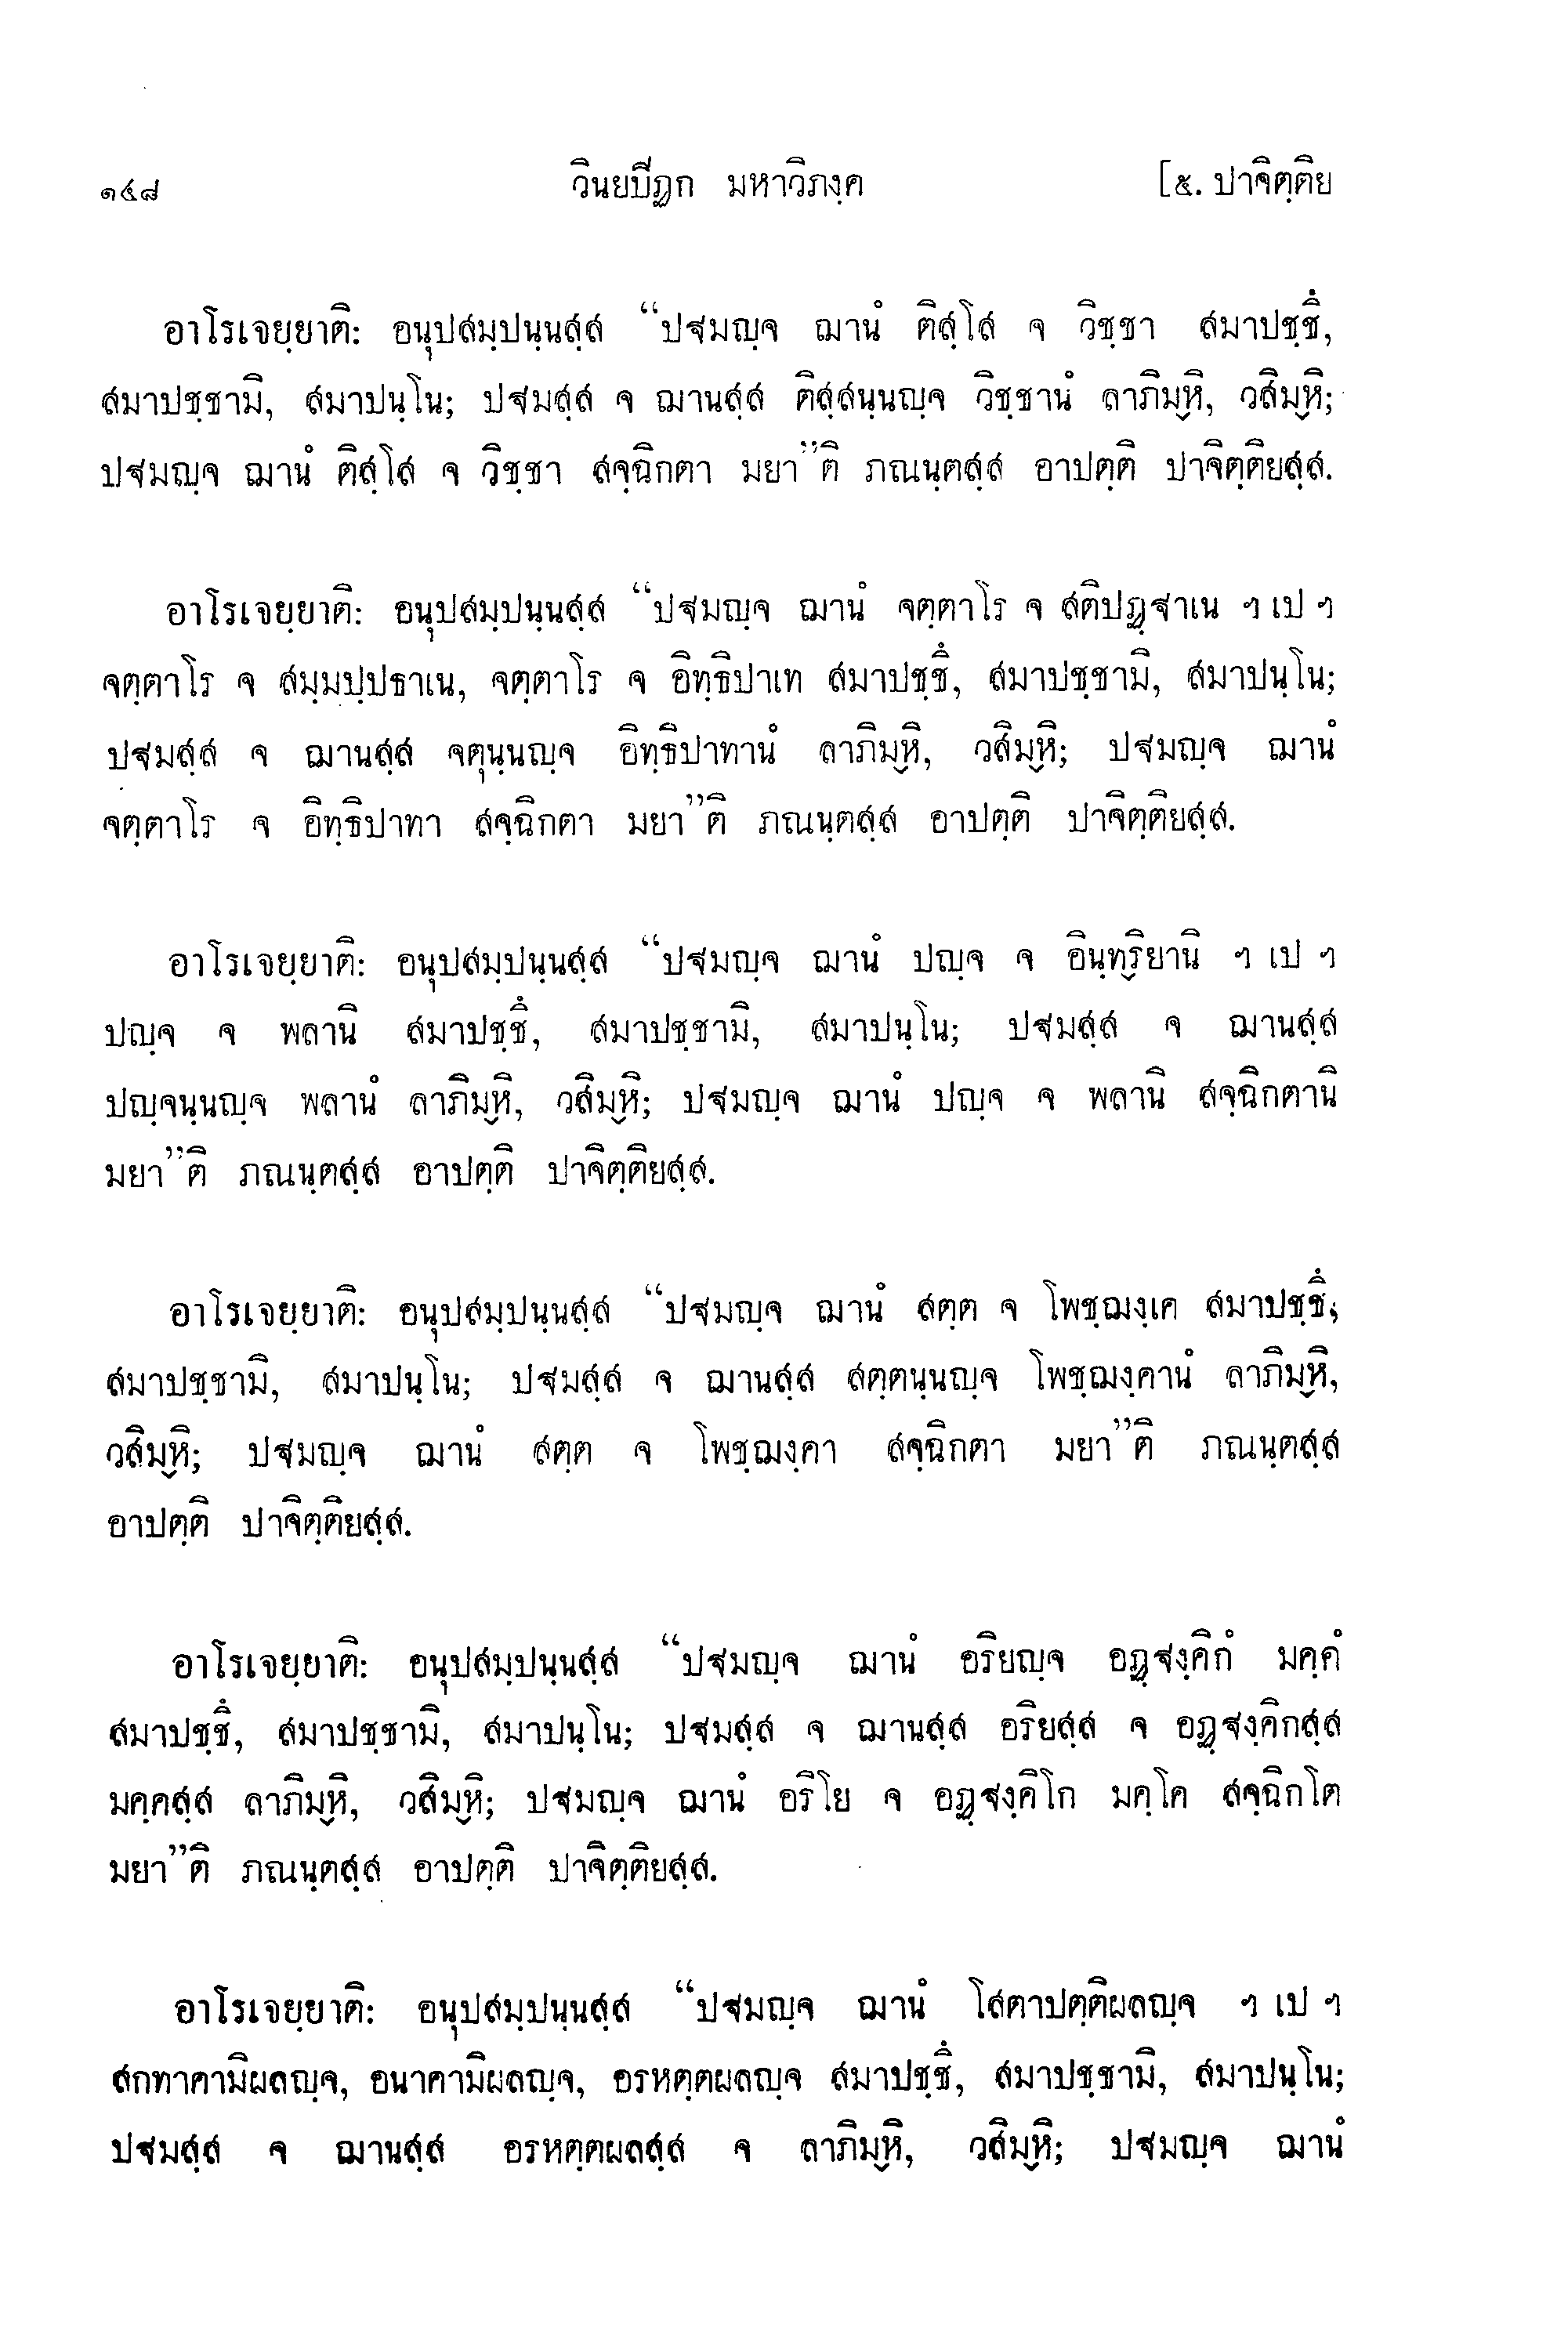 ๑๔๘ วินยปิฏก มหาวิภงฺค [๕. ปาจิตฺติย
อาโรเจยฺยาติ: อนุปสมฺปนฺนสฺส “ปฐมญฺจ ฌานํ ติสฺโส จ วิชฺชา สมาปชฺชึ,
สมาปชฺชามิ, สมาปนฺโน; ปฐมสฺส จ ฌานสฺส ติสฺสนฺนญฺจ วิชฺชานํ ลาภิมฺหิ, วสิมฺหิ;
ปฐมญฺจ ฌานํ ติสฺโส จ วิชฺชา สจฺฉิกตา มยา”ติ ภณนฺตสฺส อาปตฺติ ปาจิตฺติยสฺส.
อาโรเจยฺยาติ: อนุปสมฺปนฺนสฺส “ปฐมญฺจ ฌานํ จตฺตาโร จ สติปฏฺฐาเน ฯ เป ฯ
จตฺตาโร จ สมฺมปฺปธาเน, จตฺตาโร จ อิทฺธิปาเท สมาปชฺชึ, สมาปชฺชามิ, สมาปนฺโน;
ปฐมสฺส จ ฌานสฺส จตุนฺนญฺจ อิทฺธิปาทานํ ลาภิมฺหิ, วสิมฺหิ; ปฐมญฺจ ฌานํ
จตฺตาโร จ อิทฺธิปาทา สจฺฉิกตา มยา”ติ ภณนฺตสฺส อาปตฺติ ปาจิตฺติยสฺส.
อาโรเจยฺยาติ: อนุปสมฺปนฺนสฺส “ปฐมญฺจ ฌานํ ปญฺจ จ อินฺทฺริยานิ ฯ เป ฯ
ปญฺจ จ พลานิ สมาปชฺชึ, สมาปชฺชามิ, สมาปนฺโน; ปฐมสฺส จ ฌานสฺส
ปญฺจนฺนญฺจ พลานํ ลาภิมฺหิ, วสิมฺหิ; ปฐมญฺจ ฌานํ ปญฺจ จ พลานิ สจฺฉิกตานิ
มยา”ติ ภณนฺตสฺส อาปตฺติ ปาจิตฺติยสฺส.
อาโรเจยฺยาติ: อนุปสมฺปนฺนสฺส “ปฐมญฺจ ฌานํ สตฺต จ โพชฺฌงฺเค สมาปชฺชึ,
สมาปชฺชามิ, สมาปนฺโน; ปฐมสฺส จ ฌานสฺส สตฺตนฺนญฺจ โพชฺฌงฺคานํ ลาภิมฺหิ,
วสิมฺหิ; ปฐมญฺจ ฌานํ สตฺต จ โพชฺฌงฺคา สจฺฉิกตา มยา”ติ ภณนฺตสฺส
อาปตฺติ ปาจิตฺติยสฺส.
อาโรเจยฺยาติ: อนุปสมฺปนฺนสฺส “ปฐมญฺจ ฌานํ อริยญฺจ อฏฺฐงฺคิกํ มคฺคํ
สมาปชฺชึ, สมาปชฺชามิ, สมาปนฺโน; ปฐมสฺส จ ฌานสฺส อริยสฺส จ อฏฺฐงฺคิกสฺส
มคฺคสฺส ลาภิมฺหิ, วสิมฺหิ; ปฐมญฺจ ฌานํ อริโย จ อฏฺฐงฺคิโก มคฺโค สจฺฉิกโต
มยา”ติ ภณนฺตสฺส อาปตฺติ ปาจิตฺติยสฺส.
อาโรเจยฺยาติ: อนุปสมฺปนฺนสฺส “ปฐมญฺจ ฌานํ โสตาปตฺติผลญฺจ ฯ เป ฯ
สกทาคามิผลญฺจ, อนาคามิผลญฺจ, อรหตฺตผลญฺจ สมาปชฺชึ, สมาปชฺชามิ, สมาปนฺโน;
ปฐมสฺส จ ฌานสฺส อรหตฺตผลสฺส จ ลาภิมฺหิ, วสิมฺหิ; ปฐมญฺจ ฌานํ